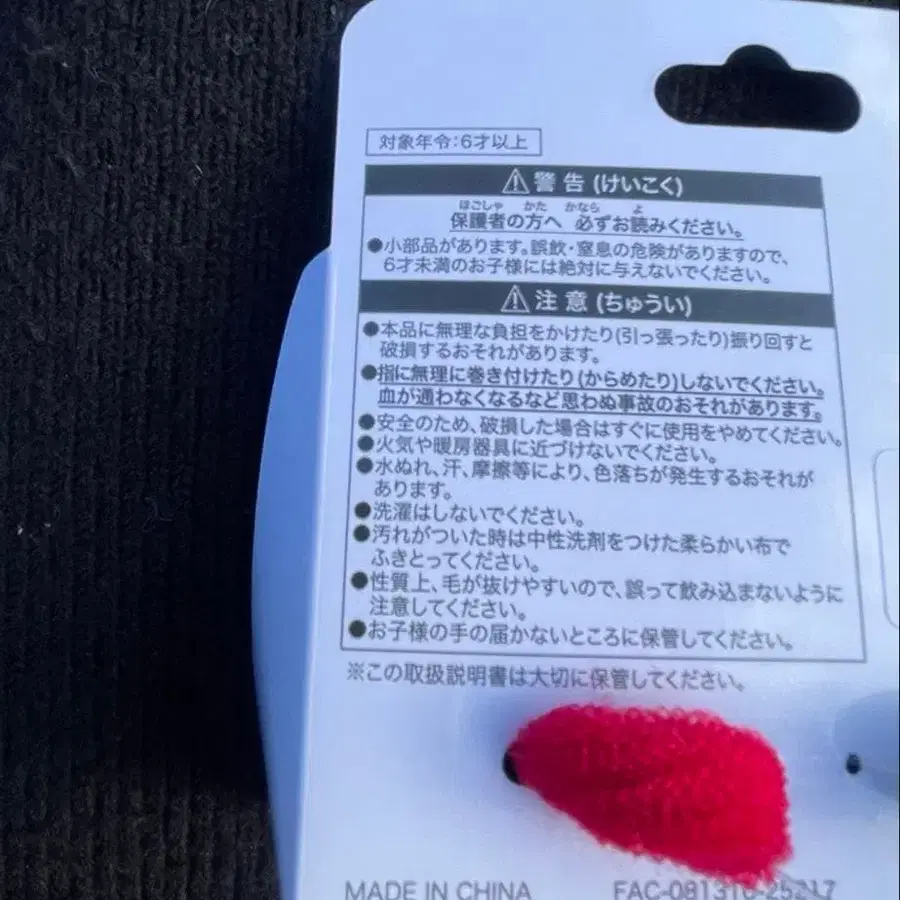 対象年令:6才以上
⚠警告(けいこく)
ほごしゃ かた かなら よ
保護者の方へ 必ずお読みください。
●小部品があります。誤飲・窒息の危険がありますので、
6才未満のお子様には絶対に与えないでください。
⚠注意(ちゅうい)
●本品に無理な負担をかけたり(引っ張ったり)振り回すと
破損するおそれがあります。
●指に無理に巻き付けたり(からめたり)しないでください。
血が通わなくなるなど思わぬ事故のおそれがあります。
●安全のため、破損した場合はすぐに使用をやめてください。
●火気や暖房器具に近づけないでください。
●水ぬれ、汗、摩擦等により、色落ちが発生するおそれが
あります。
●洗濯はしないでください。
●汚れがついた時は中性洗剤をつけた柔らかい布で
ふきとってください。
●性質上、毛が抜けやすいので、誤って飲み込まないように
注意してください。
●お子様の手の届かないところに保管してください。
※この取扱説明書は大切に保管してください。
MADE IN CHINA